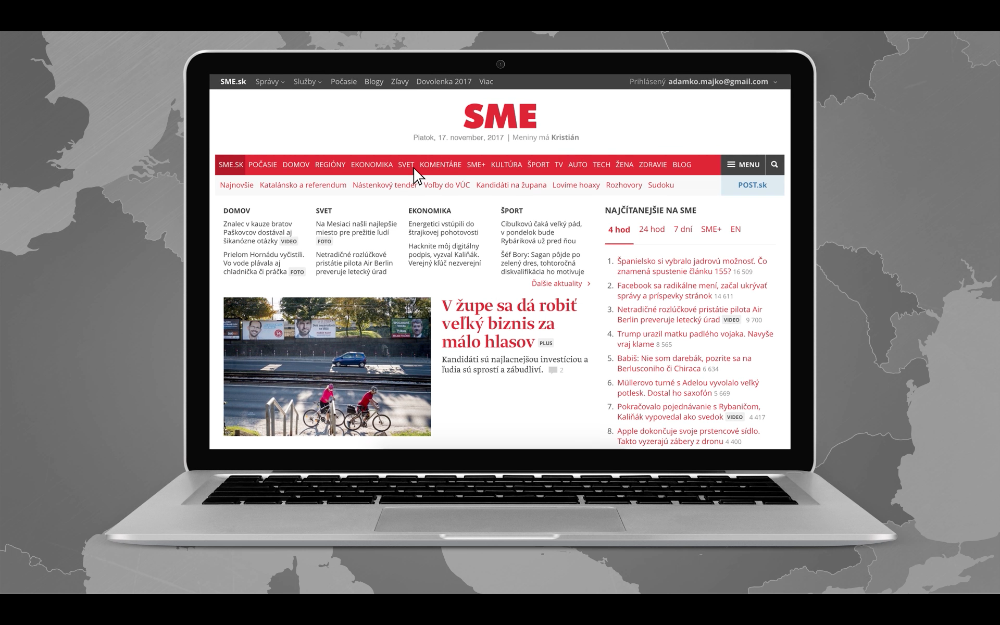 SME.sk Správy Služby Počasie Blogy Zľavy Dovolenka 2017 Viac Prihlásený adamko.majko@gmail.com
SME
Piatok, 17. november, 2017 | Meniny má Kristián
SME.SK POČASIE DOMOV REGIÓNY EKONOMIKA SVET KOMENTÁRE SME+ KULTÚRA ŠPORT TV AUTO TECH ŽENA ZDRAVIE BLOG MENU
Najnovšie Katalánsko a referendum Nástenkový tender Voľby do VÚC Kandidáti na župana Lovíme hoaxy Rozhovory Sudoku POST.sk
DOMOV
Znalec v kauze bratov
Paškovcov dostával aj
šikanózne otázky VIDEO
Prielom Hornádu vyčistili.
Vo vode plávala aj
chladnička či práčka FOTO
SVET
Na Mesiaci našli najlepšie
miesto pre prežitie ľudí
FOTO
Netradičné rozlúčkové
pristátie pilota Air Berlin
preveruje letecký úrad
EKONOMIKA
Energetici vstúpili do
štrajkovej pohotovosti
Hacknite môj digitálny
podpis, vyzval Kaliňák.
Verejný kľúč nezverejní
ŠPORT
Cibulkovú čaká veľký pád,
v pondelok bude
Rybáriková už pred ňou
Šéf Bory: Sagan pôjde po
zelený dres, tohtoročná
diskvalifikácia ho motivuje
Ďalšie aktuality
V župe sa dá robiť
veľký biznis za
málo hlasov PLUS
Kandidáti sú najlacnejšou investíciou a
ľudia sú sprostí a zábudliví. 2
NAJČÍTANEJŠIE NA SME
4 hod 24 hod 7 dní SME+ EN
1. Španielsko si vybralo jadrovú možnosť. Čo
znamená spustenie článku 155? 16 509
2. Facebook sa radikálne mení, začal ukrývať
správy a príspevky stránok 14 611
3. Netradičné rozlúčkové pristátie pilota Air
Berlin preveruje letecký úrad VIDEO 9 700
4. Trump urazil matku padlého vojaka. Navyše
vraj klame 8 565
5. Babiš: Nie som darebák, pozrite sa na
Berlusconiho či Chiraca 6 634
6. Müllerovo turné s Adelou vyvolalo veľký
potlesk. Dostal ho saxofón 5 669
7. Pokračovalo pojednávanie s Rybaničom,
Kaliňák vypovedal ako svedok VIDEO 4 417
8. Apple dokončuje svoje prstencové sídlo.
Takto vyzerajú zábery z dronu 4 400